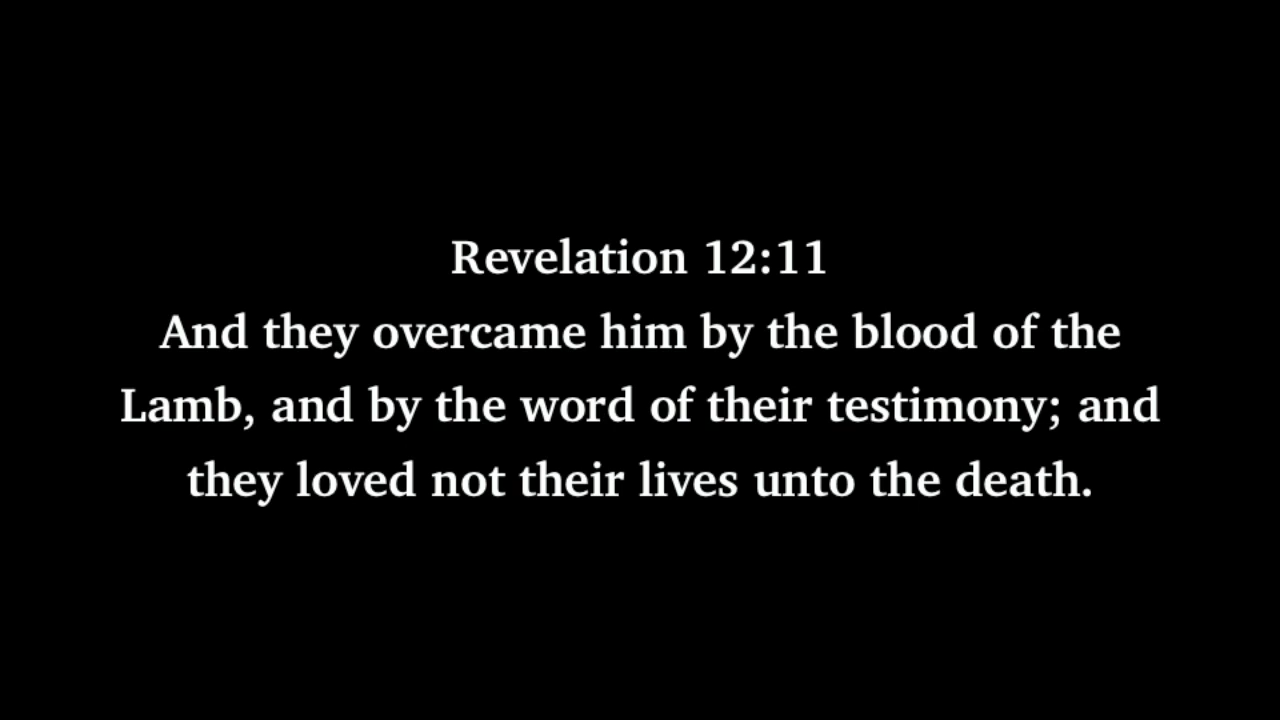 Revelation 12:11
And they overcame him by the blood of the
Lamb, and by the word of their testimony; and
they loved not their lives unto the death.